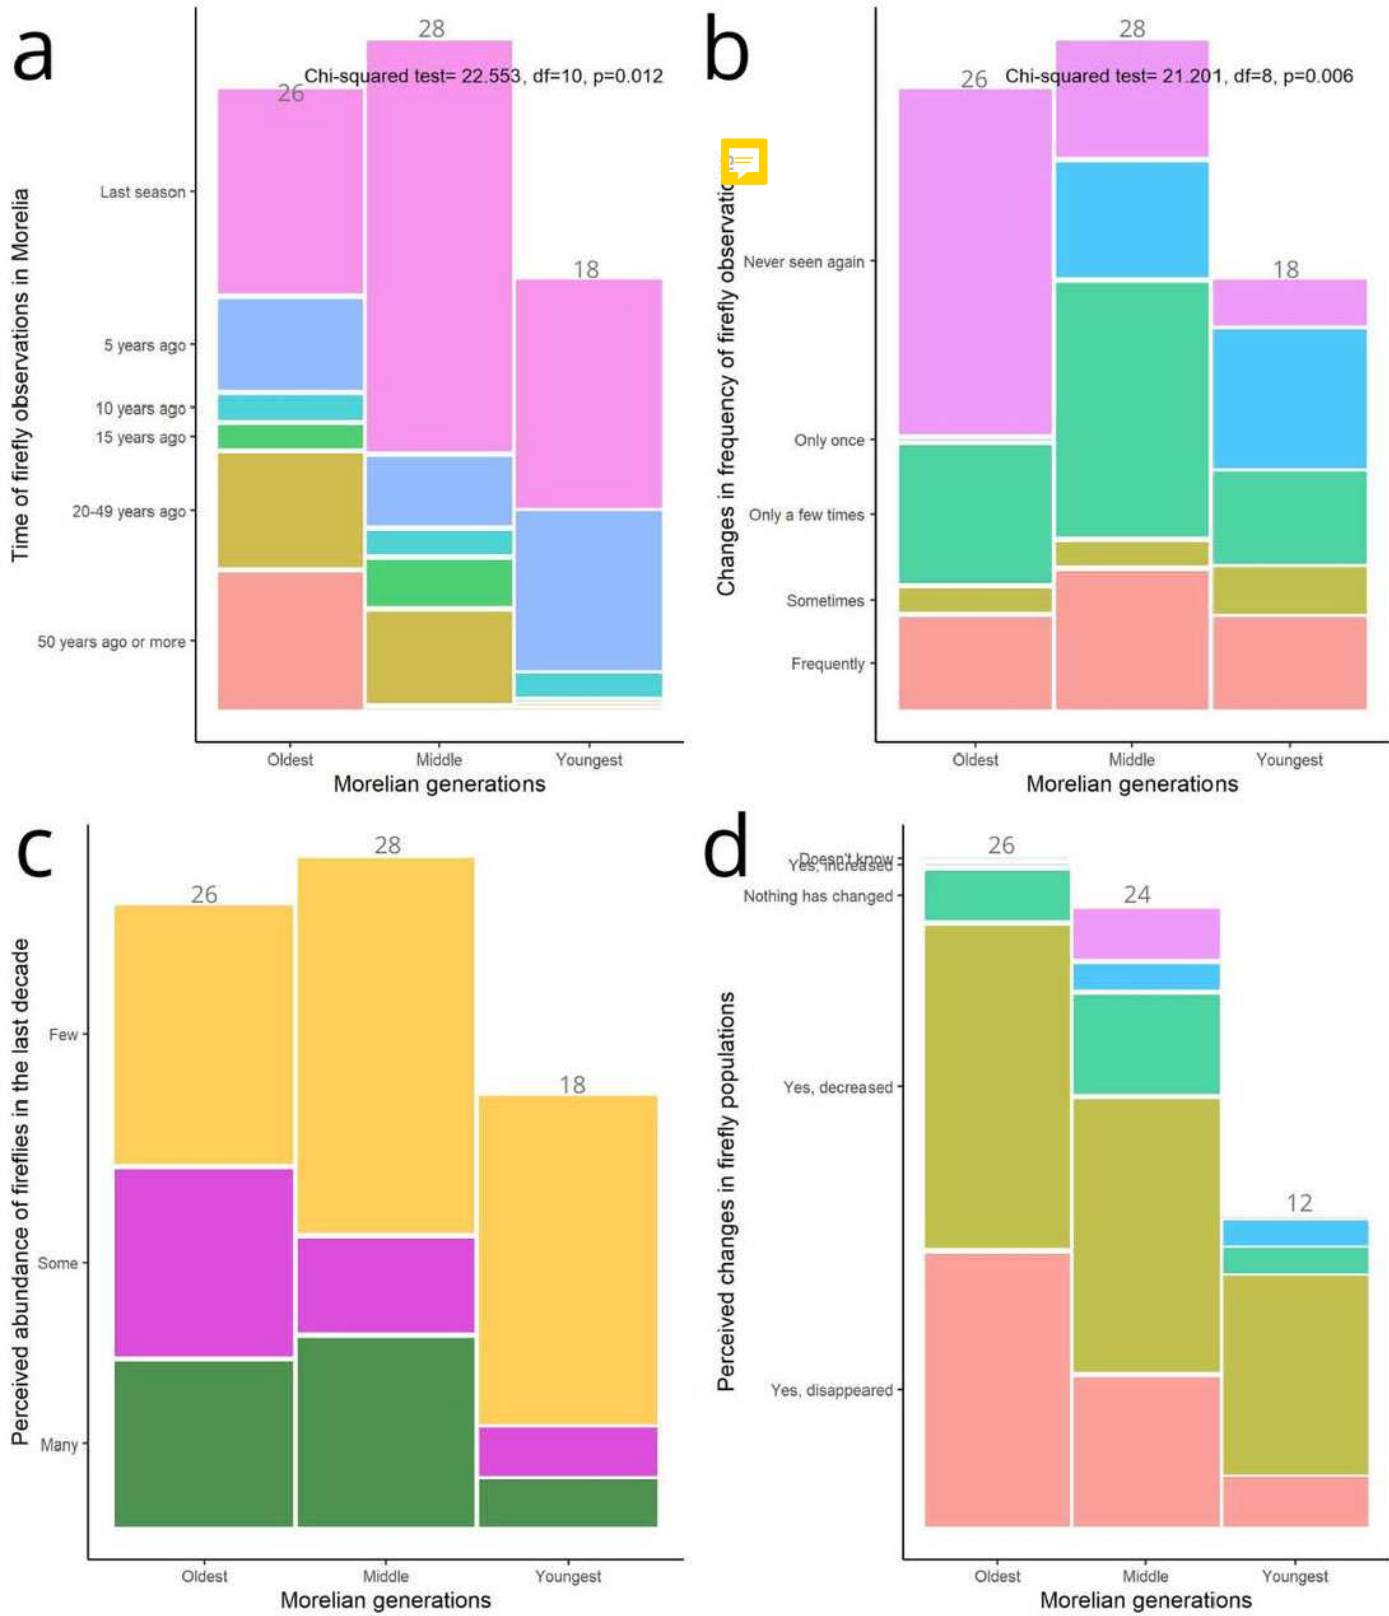 a
28
Chi-squared test= 22.553, df=10, p=0.012
26
18
Time of firefly observations in Morelia
Last season
5 years ago
10 years ago
15 years ago
20-49 years ago
50 years ago or more
Oldest
Middle
Youngest
Morelian generations
b
28
Chi-squared test= 21.201, df=8, p=0.006
26
18
Changes in frequency of firefly
Never seen again
Only once
Only a few times
Sometimes
Frequently
Oldest
Middle
Youngest
Morelian generations
c
28
26
18
Perceived abundance of fireflies in the last decade
Few
Some
Many
Oldest
Middle
Youngest
Morelian generations
d
26
24
12
Perceived changes in firefly populations
Doesn't know
Yes, increased
Nothing has changed
Yes, decreased
Yes, disappeared
Oldest
Middle
Youngest
Morelian generations